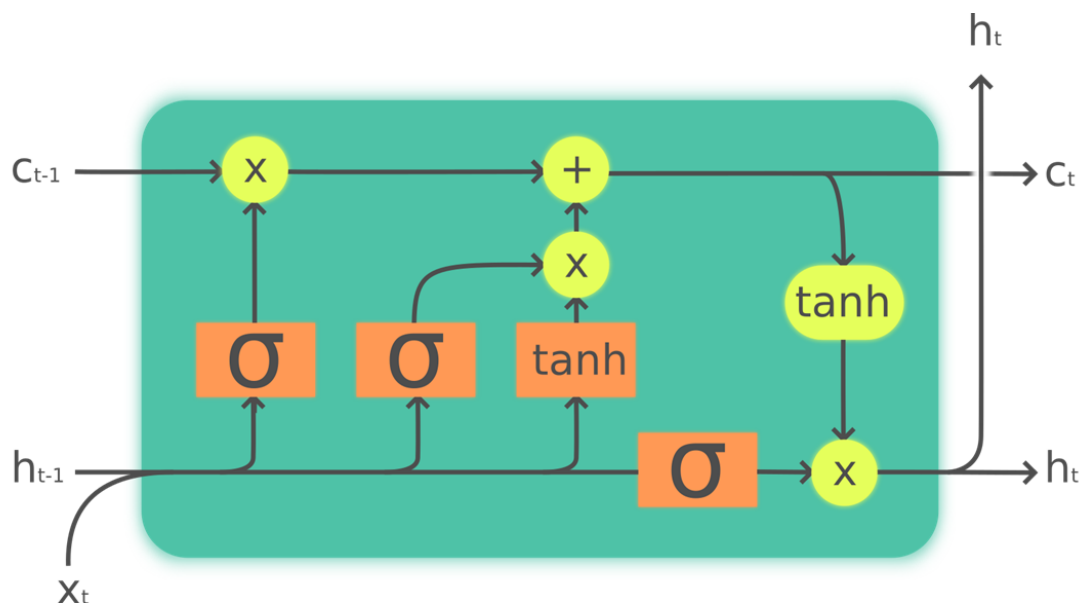 hₜ
cₜ₋₁ x + cₜ
x
tanh
σ σ tanh
hₜ₋₁ σ x hₜ
xₜ